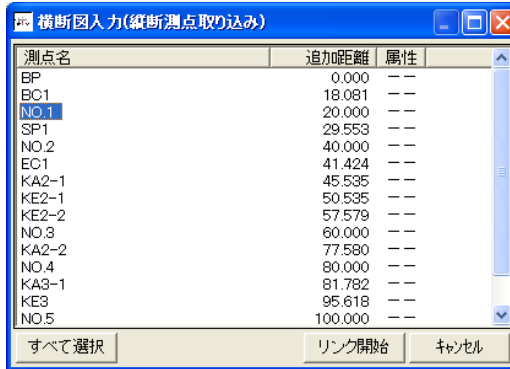 横断図入力(縦断測点取り込み)
測点名 追加距離 属性
BP 0.000 ーー
BC1 18.081 ーー
NO.1 20.000 ーー
SP1 29.553 ーー
NO.2 40.000 ーー
EC1 41.424 ーー
KA2-1 45.535 ーー
KE2-1 50.535 ーー
KE2-2 57.579 ーー
NO.3 60.000 ーー
KA2-2 77.580 ーー
NO.4 80.000 ーー
KA3-1 81.782 ーー
KE3 95.618 ーー
NO.5 100.000 ーー
すべて選択 リンク開始 キャンセル